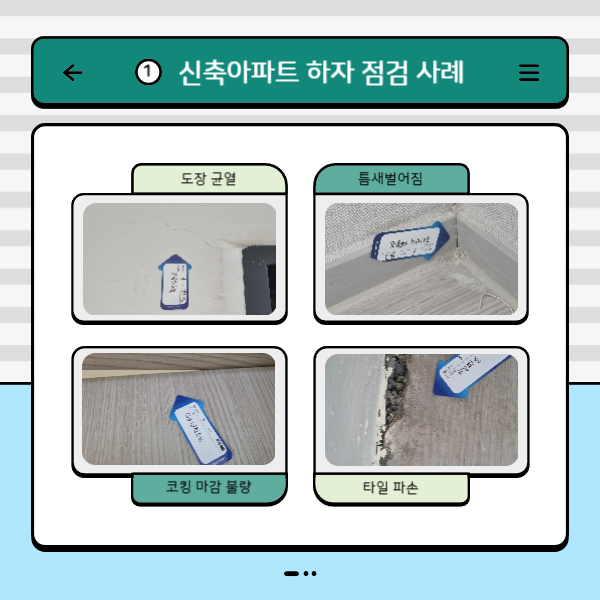 1 신축아파트 하자 점검 사례
도장 균열
틈새벌어짐
코킹 마감 불량
타일 파손